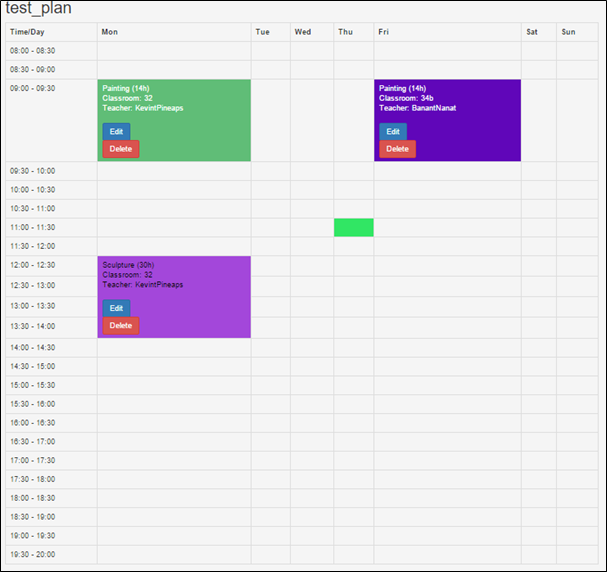 test_plan
Time/Day Mon Tue Wed Thu Fri Sat Sun
08:00 - 08:30
08:30 - 09:00
09:00 - 09:30
Painting (14h)
Classroom: 32
Teacher: KevintPineaps
Edit
Delete
Painting (14h)
Classroom: 34b
Teacher: BanantNanat
Edit
Delete
09:30 - 10:00
10:00 - 10:30
10:30 - 11:00
11:00 - 11:30
11:30 - 12:00
12:00 - 12:30
12:30 - 13:00
13:00 - 13:30
13:30 - 14:00
Sculpture (30h)
Classroom: 32
Teacher: KevintPineaps
Edit
Delete
14:00 - 14:30
14:30 - 15:00
15:00 - 15:30
15:30 - 16:00
16:00 - 16:30
16:30 - 17:00
17:00 - 17:30
17:30 - 18:00
18:00 - 18:30
18:30 - 19:00
19:00 - 19:30
19:30 - 20:00